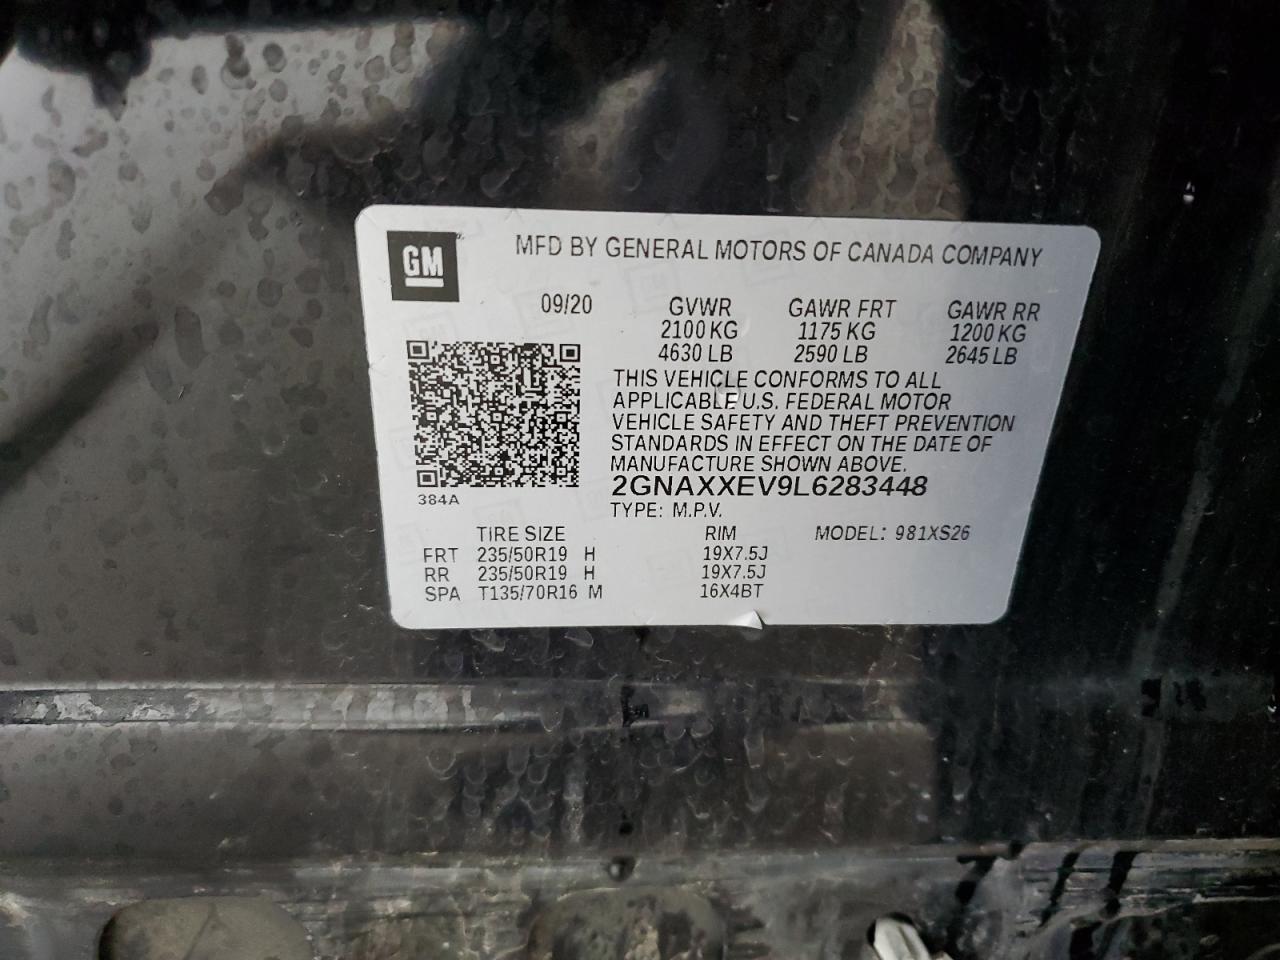 GM
MFD BY GENERAL MOTORS OF CANADA COMPANY
09/20 GVWR GAWR FRT GAWR RR
2100 KG 1175 KG 1200 KG
4630 LB 2590 LB 2645 LB
THIS VEHICLE CONFORMS TO ALL
APPLICABLE U.S. FEDERAL MOTOR
VEHICLE SAFETY AND THEFT PREVENTION
STANDARDS IN EFFECT ON THE DATE OF
MANUFACTURE SHOWN ABOVE.
2GNAXXEV9L6283448
384A
TYPE: M.P.V.
TIRE SIZE RIM MODEL: 981XS26
FRT 235/50R19 H 19X7.5J
RR 235/50R19 H 19X7.5J
SPA T135/70R16 M 16X4BT